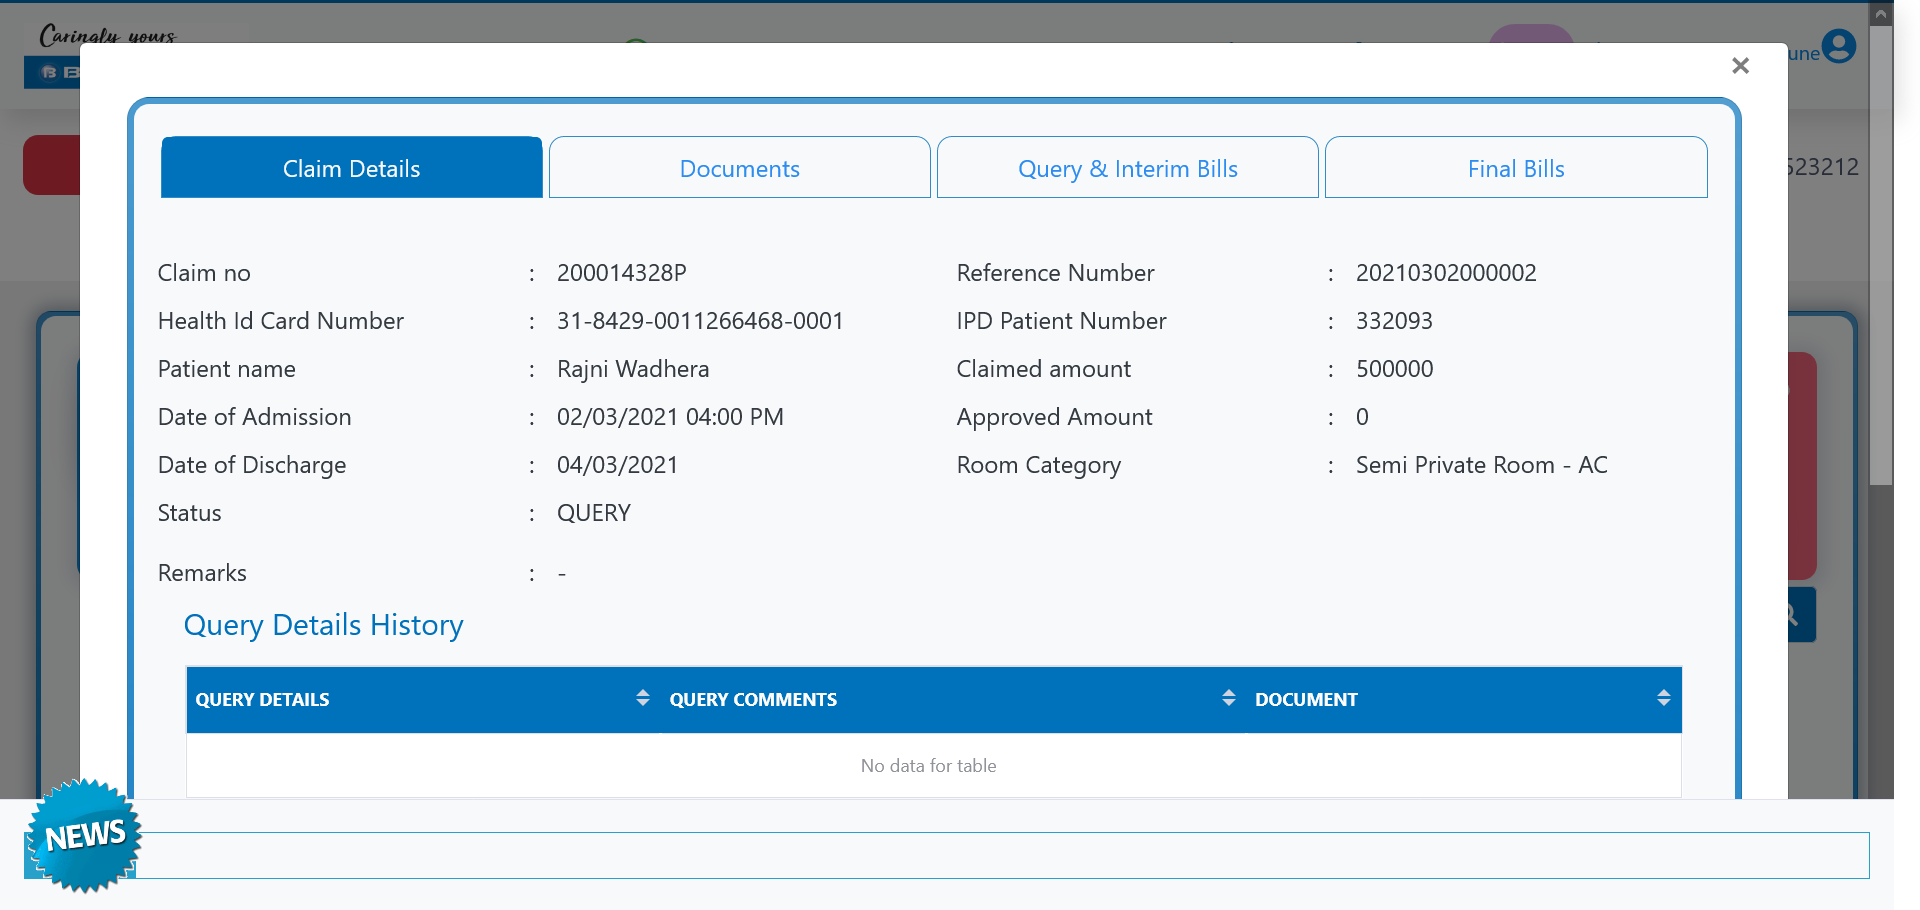 Caringly yours
B
une
×
Claim Details Documents Query & Interim Bills Final Bills
523212
Claim no : 200014328P Reference Number : 20210302000002
Health Id Card Number : 31-8429-0011266468-0001 IPD Patient Number : 332093
Patient name : Rajni Wadhera Claimed amount : 500000
Date of Admission : 02/03/2021 04:00 PM Approved Amount : 0
Date of Discharge : 04/03/2021 Room Category : Semi Private Room - AC
Status : QUERY
Remarks : -
Query Details History
QUERY DETAILS QUERY COMMENTS DOCUMENT
No data for table
NEWS